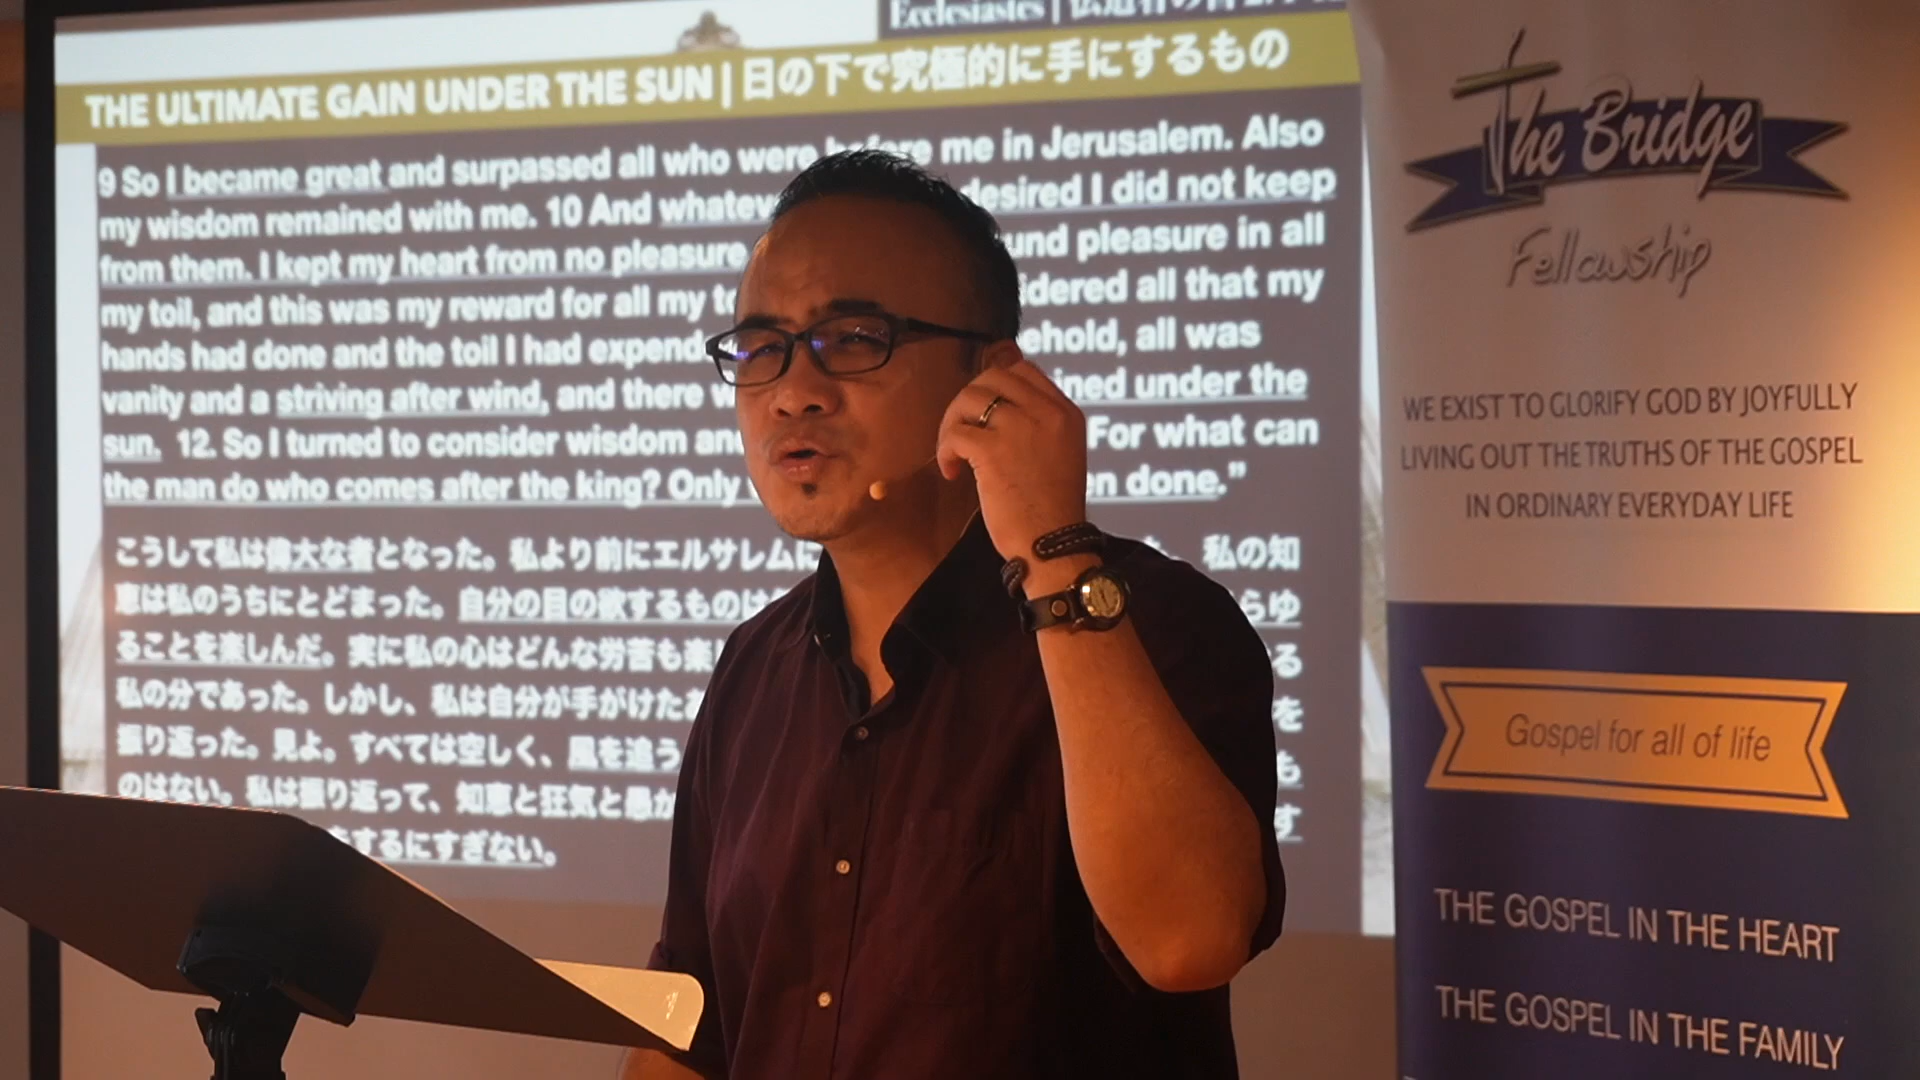 Ecclesiastes |
THE ULTIMATE GAIN UNDER THE SUN | 日の下で究極的に手にするもの
9 So I became great and surpassed all who were before me in Jerusalem. Also
my wisdom remained with me. 10 And desired I did not keep
from them. I kept my heart from no pleasure pleasure in all
my toil, and this was my reward for all my all that my
hands had done and the toil I had all was
vanity and a striving after wind, and there under the
sun. 12. So I turned to consider wisdom For what can
the man do who comes after the king? Only done.”
こうして私は偉大な者となった。私より前にエルサレムに 私の知
恵は私のうちにとどまった。自分の目の欲するものは らゆ
ることを楽しんだ。実に私の心はどんな労苦も楽 る
私の分であった。しかし、私は自分が手がけた を
振り返った。見よ。すべては空しく、風を追う も
のはない。私は振り返って、知恵と狂気と愚か す
するにすぎない。
The Bridge
Fellowship
WE EXIST TO GLORIFY GOD BY JOYFULLY
LIVING OUT THE TRUTHS OF THE GOSPEL
IN ORDINARY EVERYDAY LIFE
Gospel for all of life
THE GOSPEL IN THE HEART
THE GOSPEL IN THE FAMILY